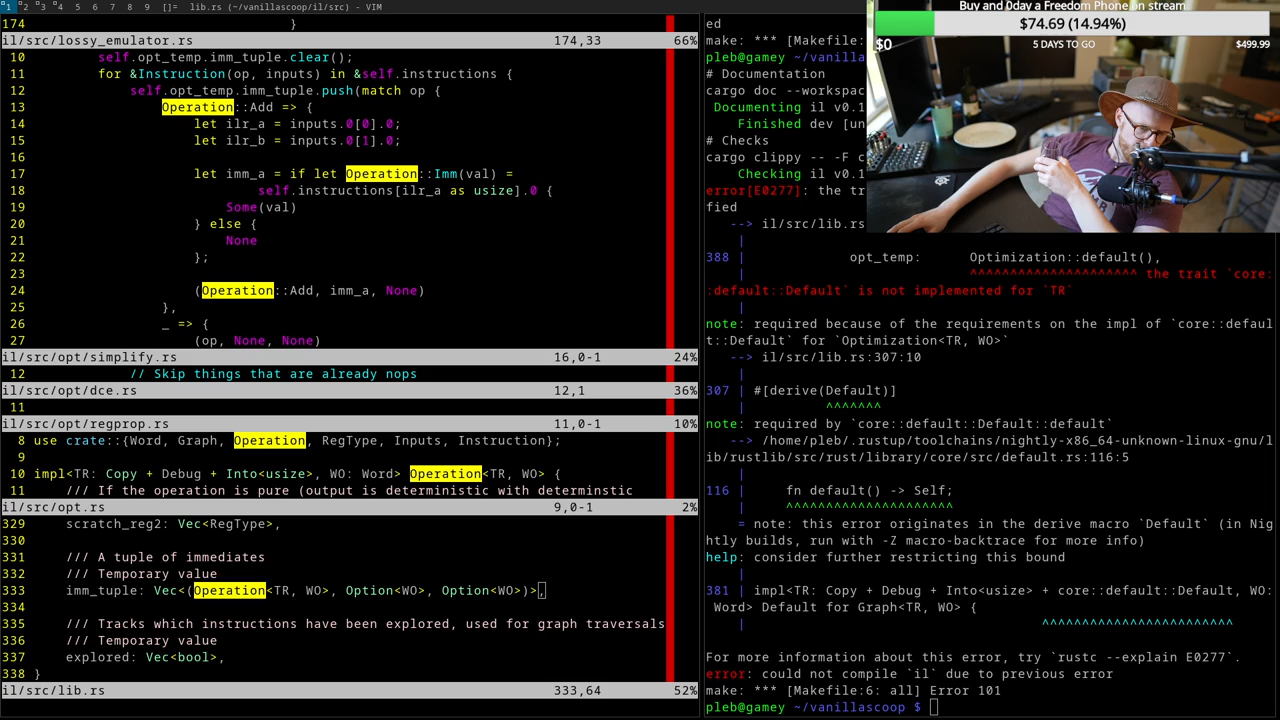 1 2 3 4 5 6 7 8 9 []= lib.rs (~/vanillascoop/il/src) - VIM
174 }
il/src/lossy_emulator.rs 174,33 66%
10 self.opt_temp.imm_tuple.clear();
11 for &Instruction(op, inputs) in &self.instructions {
12 self.opt_temp.imm_tuple.push(match op {
13 Operation::Add => {
14 let ilr_a = inputs.0[0].0;
15 let ilr_b = inputs.0[1].0;
16
17 let imm_a = if let Operation::Imm(val) =
18 self.instructions[ilr_a as usize].0 {
19 Some(val)
20 } else {
21 None
22 };
23
24 (Operation::Add, imm_a, None)
25 },
26 _ => {
27 (op, None, None)
il/src/opt/simplify.rs 16,0-1 24%
12 // Skip things that are already nops
il/src/opt/dce.rs 12,1 36%
11
il/src/opt/regprop.rs 11,0-1 10%
8 use crate::{Word, Graph, Operation, RegType, Inputs, Instruction};
9
10 impl<TR: Copy + Debug + Into<usize>, WO: Word> Operation<TR, WO> {
11 /// If the operation is pure (output is deterministic with determinstic
il/src/opt.rs 9,0-1 2%
329 scratch_reg2: Vec<RegType>,
330
331 /// A tuple of immediates
332 /// Temporary value
333 imm_tuple: Vec<(Operation<TR, WO>, Option<WO>, Option<WO>)>,
334
335 /// Tracks which instructions have been explored, used for graph traversals
336 /// Temporary value
337 explored: Vec<bool>,
338 }
il/src/lib.rs 333,64 52%
ed
make: *** [Makefile:
pleb@gamey ~/vanilla
# Documentation
cargo doc --workspac
Documenting il v0.1
Finished dev [un
# Checks
cargo clippy -- -F c
Checking il v0.1
error[E0277]: the tr
fied
--> il/src/lib.rs
|
388 opt_temp: Optimization::default(),
^^^^^^^^^^^^^^^^^^^^^ the trait `core:
:default::Default` is not implemented for `TR`
|
note: required because of the requirements on the impl of `core::defaul
t::Default` for `Optimization<TR, WO>`
--> il/src/lib.rs:307:10
|
307 | #[derive(Default)]
| ^^^^^^^
note: required by `core::default::Default::default`
--> /home/pleb/.rustup/toolchains/nightly-x86_64-unknown-linux-gnu/l
ib/rustlib/src/rust/library/core/src/default.rs:116:5
|
116 | fn default() -> Self;
| ^^^^^^^^^^^^^^^^^^^^^
= note: this error originates in the derive macro `Default` (in Nig
htly builds, run with -Z macro-backtrace for more info)
help: consider further restricting this bound
|
381 | impl<TR: Copy + Debug + Into<usize> + core::default::Default, WO:
Word> Default for Graph<TR, WO> {
| ^^^^^^^^^^^^^^^^^^^^^^^^
For more information about this error, try `rustc --explain E0277`.
error: could not compile `il` due to previous error
make: *** [Makefile:6: all] Error 101
pleb@gamey ~/vanillascoop $
Buy and 0day a Freedom Phone on stream
$74.69 (14.94%)
$0 5 DAYS TO GO $499.99